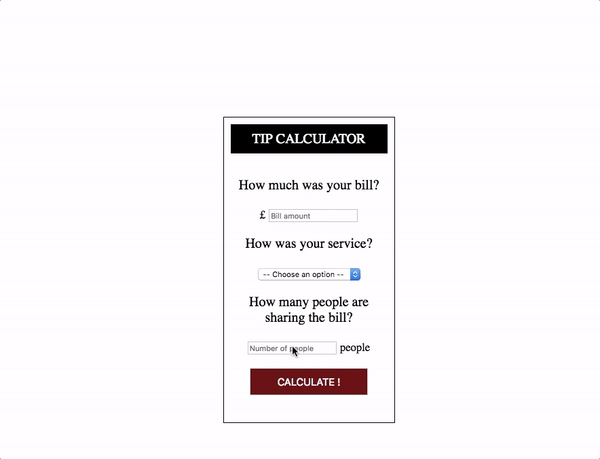 TIP CALCULATOR
How much was your bill?
£ Bill amount
How was your service?
-- Choose an option --
How many people are
sharing the bill?
Number of people people
CALCULATE !